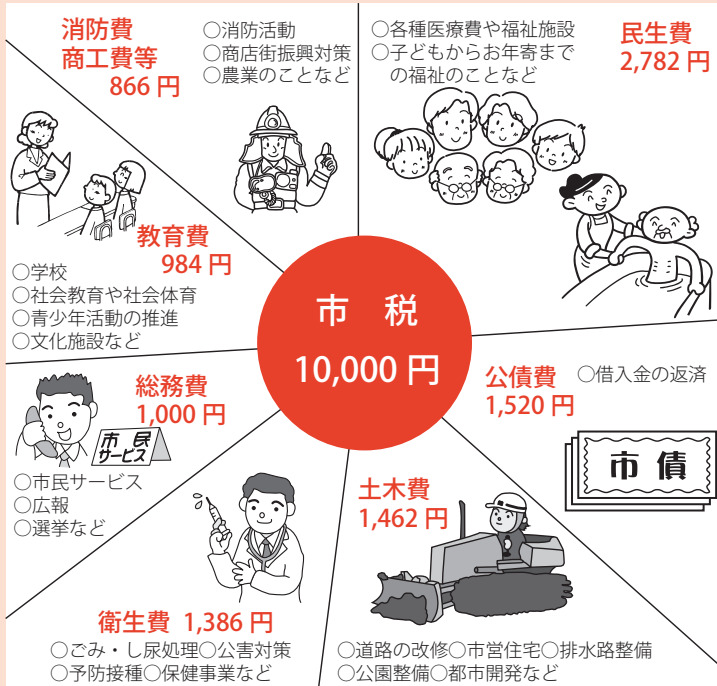 消防費
商工費等
866 円
○消防活動
○商店街振興対策
○農業のことなど
○各種医療費や福祉施設
○子どもからお年寄まで
の福祉のことなど
民生費
2,782 円
教育費
984 円
○学校
○社会教育や社会体育
○青少年活動の推進
○文化施設など
市 税
10,000 円
公債費
1,520 円
○借入金の返済
市 債
総務費
1,000 円
市 民
サービス
○市民サービス
○広報
○選挙など
土木費
1,462 円
○道路の改修○市営住宅○排水路整備
○公園整備○都市開発など
衛生費 1,386 円
○ごみ・し尿処理○公害対策
○予防接種○保健事業など